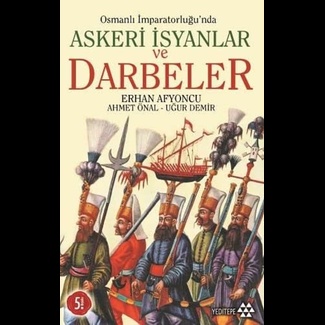 Osmanlı İmparatorluğu'nda
ASKERİ İSYANLAR
ve
DARBELER
ERHAN AFYONCU
AHMET ÖNAL - UĞUR DEMİR
5.
YEDİTEPE